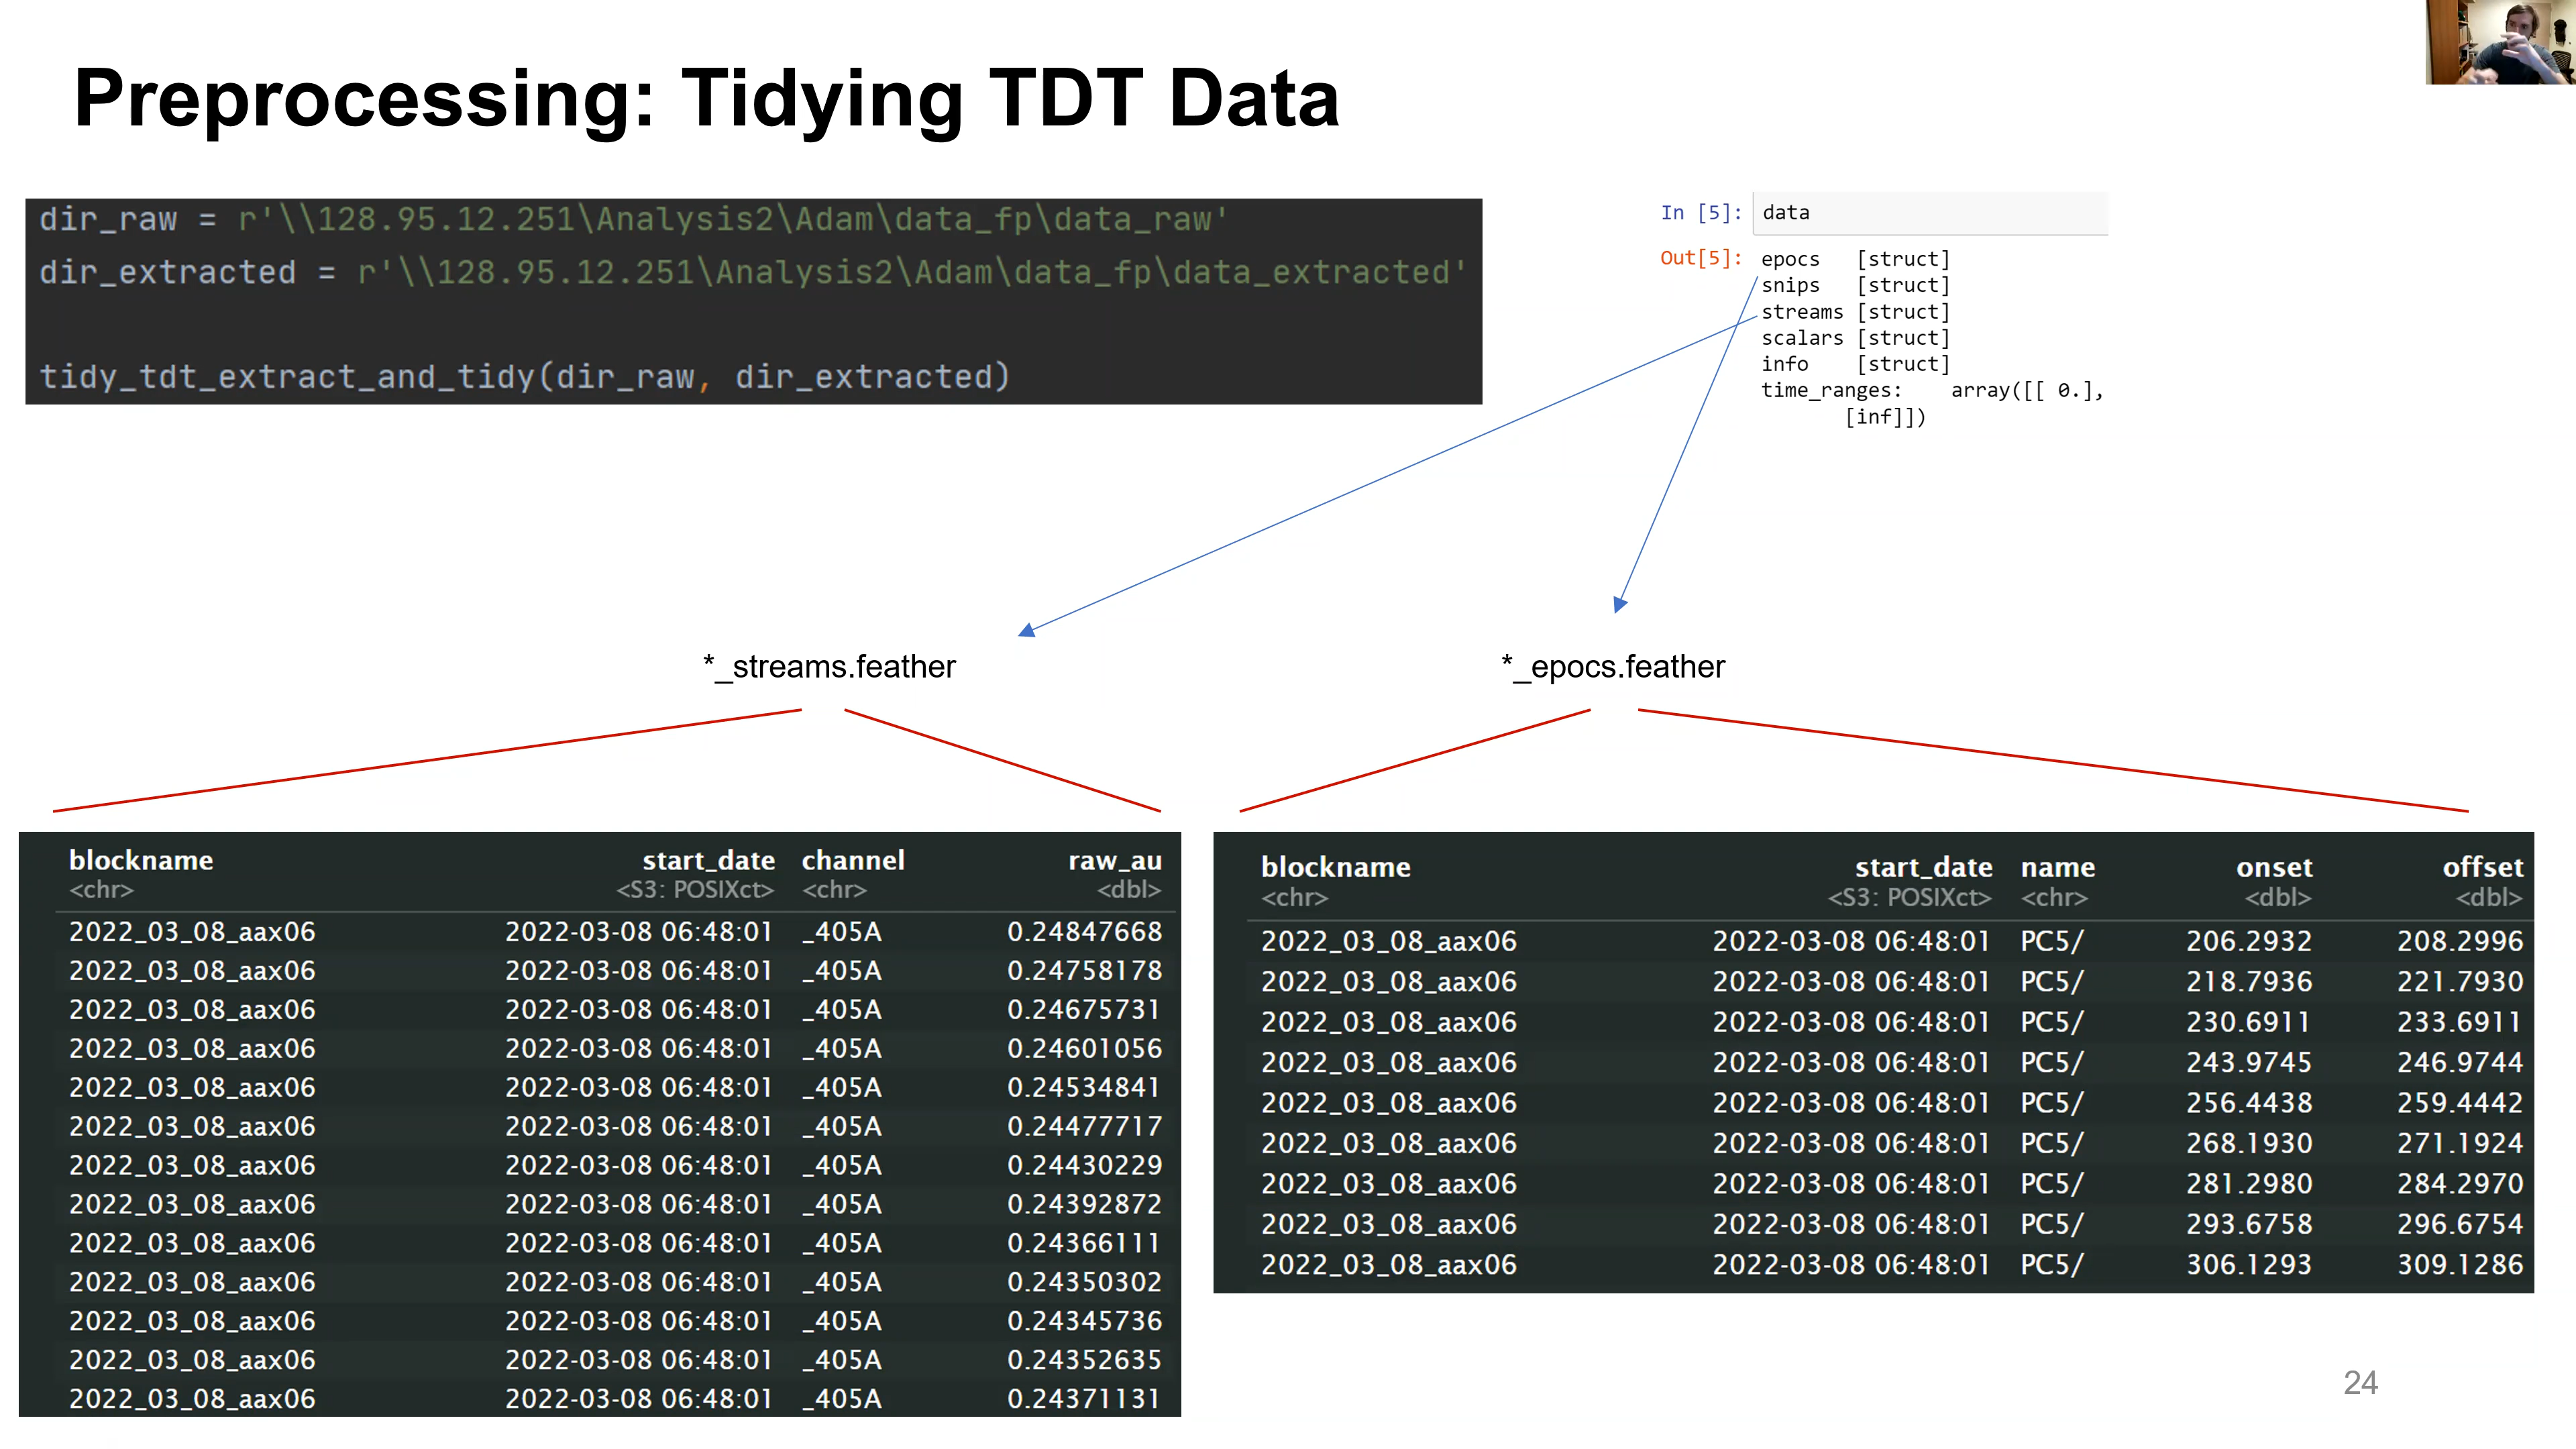 Preprocessing: Tidying TDT Data
dir_raw = r'\\128.95.12.251\Analysis2\Adam\data_fp\data_raw'
dir_extracted = r'\\128.95.12.251\Analysis2\Adam\data_fp\data_extracted'
tidy_tdt_extract_and_tidy(dir_raw, dir_extracted)
In [5]: data
Out[5]: epocs [struct]
snips [struct]
streams [struct]
scalars [struct]
info [struct]
time_ranges: array([[ 0.],
[inf]])
*_streams.feather
*_epocs.feather
blockname start_date channel raw_au
<chr> <S3: POSIXct> <chr> <dbl>
2022_03_08_aax06 2022-03-08 06:48:01 _405A 0.24847668
2022_03_08_aax06 2022-03-08 06:48:01 _405A 0.24758178
2022_03_08_aax06 2022-03-08 06:48:01 _405A 0.24675731
2022_03_08_aax06 2022-03-08 06:48:01 _405A 0.24601056
2022_03_08_aax06 2022-03-08 06:48:01 _405A 0.24534841
2022_03_08_aax06 2022-03-08 06:48:01 _405A 0.24477717
2022_03_08_aax06 2022-03-08 06:48:01 _405A 0.24430229
2022_03_08_aax06 2022-03-08 06:48:01 _405A 0.24392872
2022_03_08_aax06 2022-03-08 06:48:01 _405A 0.24366111
2022_03_08_aax06 2022-03-08 06:48:01 _405A 0.24350302
2022_03_08_aax06 2022-03-08 06:48:01 _405A 0.24345736
2022_03_08_aax06 2022-03-08 06:48:01 _405A 0.24352635
2022_03_08_aax06 2022-03-08 06:48:01 _405A 0.24371131
blockname start_date name onset offset
<chr> <S3: POSIXct> <chr> <dbl> <dbl>
2022_03_08_aax06 2022-03-08 06:48:01 PC5/ 206.2932 208.2996
2022_03_08_aax06 2022-03-08 06:48:01 PC5/ 218.7936 221.7930
2022_03_08_aax06 2022-03-08 06:48:01 PC5/ 230.6911 233.6911
2022_03_08_aax06 2022-03-08 06:48:01 PC5/ 243.9745 246.9744
2022_03_08_aax06 2022-03-08 06:48:01 PC5/ 256.4438 259.4442
2022_03_08_aax06 2022-03-08 06:48:01 PC5/ 268.1930 271.1924
2022_03_08_aax06 2022-03-08 06:48:01 PC5/ 281.2980 284.2970
2022_03_08_aax06 2022-03-08 06:48:01 PC5/ 293.6758 296.6754
2022_03_08_aax06 2022-03-08 06:48:01 PC5/ 306.1293 309.1286
24